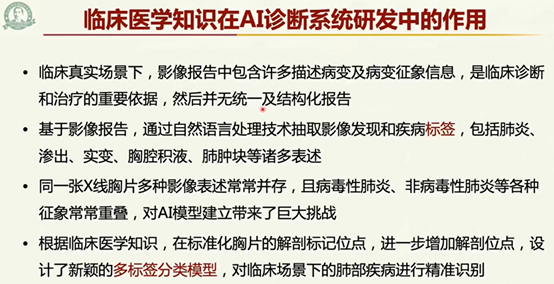 临床医学知识在AI诊断系统研发中的作用
• 临床真实场景下，影像报告中包含许多描述病变及病变征象信息，是临床诊断
和治疗的重要依据，然后并无统一及结构化报告
• 基于影像报告，通过自然语言处理技术抽取影像发现和疾病标签，包括肺炎、
渗出、实变、胸腔积液、肺肿块等诸多表述
• 同一张X线胸片多种影像表述常常并存，且病毒性肺炎、非病毒性肺炎等各种
征象常常重叠，对AI模型建立带来了巨大挑战
• 根据临床医学知识，在标准化胸片的解剖标记位点，进一步增加解剖位点，设
计了新颖的多标签分类模型，对临床场景下的肺部疾病进行精准识别